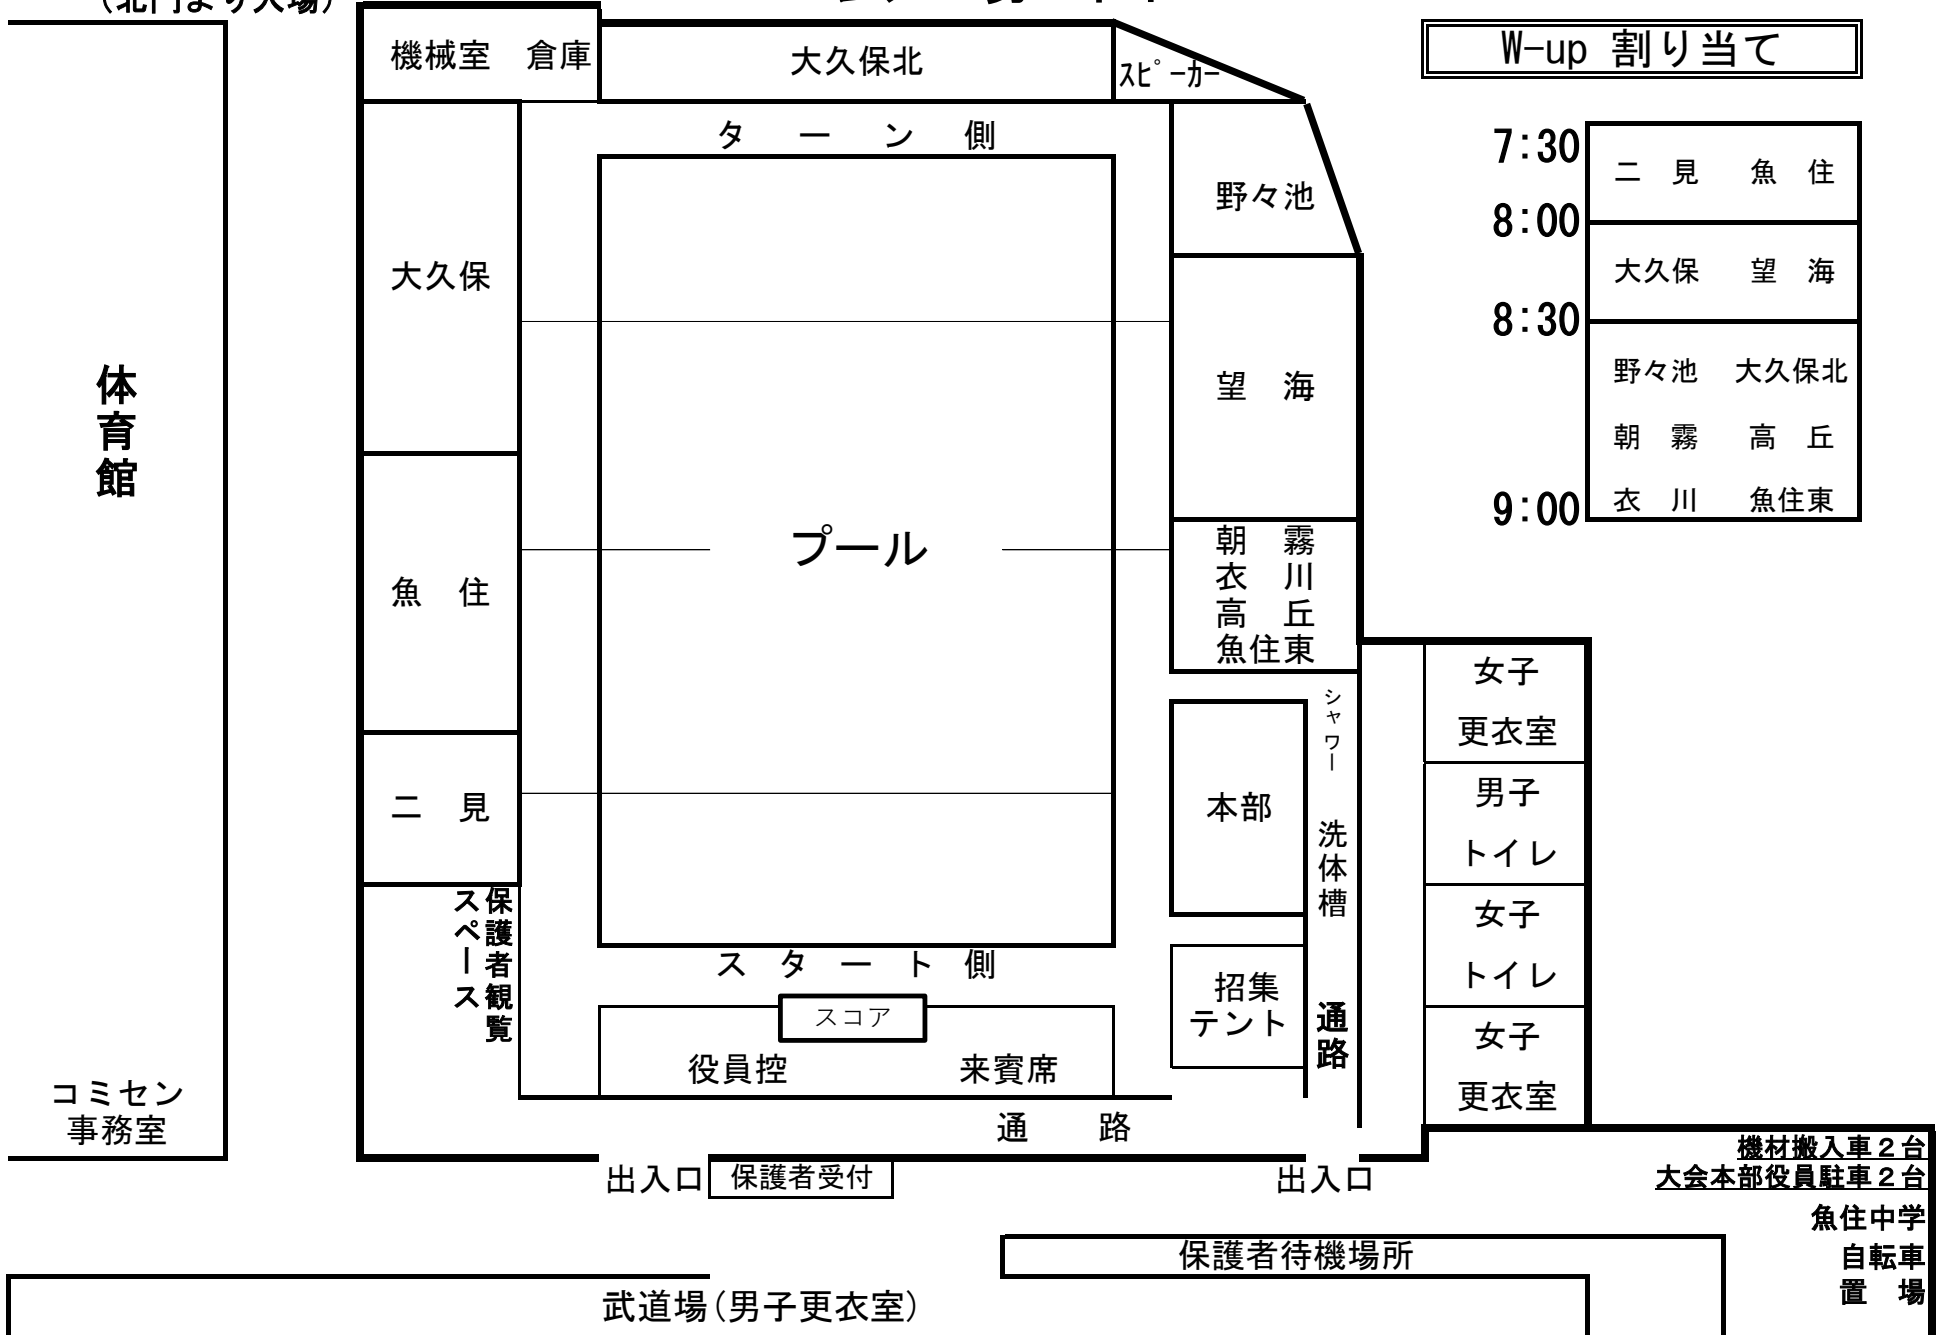 (北門より入場)
W-up 割り当て
機械室 倉庫
大久保北
スピーカー
ターン側
7:30
二見 魚住
8:00
大久保 望海
8:30
野々池 大久保北
朝霧 高丘
9:00
衣川 魚住東
野々池
大久保
体育館
望海
プール
朝霧
衣川
高丘
魚住東
魚住
女子
更衣室
シャワー
男子
トイレ
二見
本部
洗体槽
保護者観覧
スペース
女子
トイレ
スタート側
招集
テント
通路
スコア
女子
更衣室
役員控 来賓席
コミセン
事務室
通路
機材搬入車2台
出入口
保護者受付
出入口
大会本部役員駐車2台
魚住中学
自転車
置場
保護者待機場所
武道場(男子更衣室)